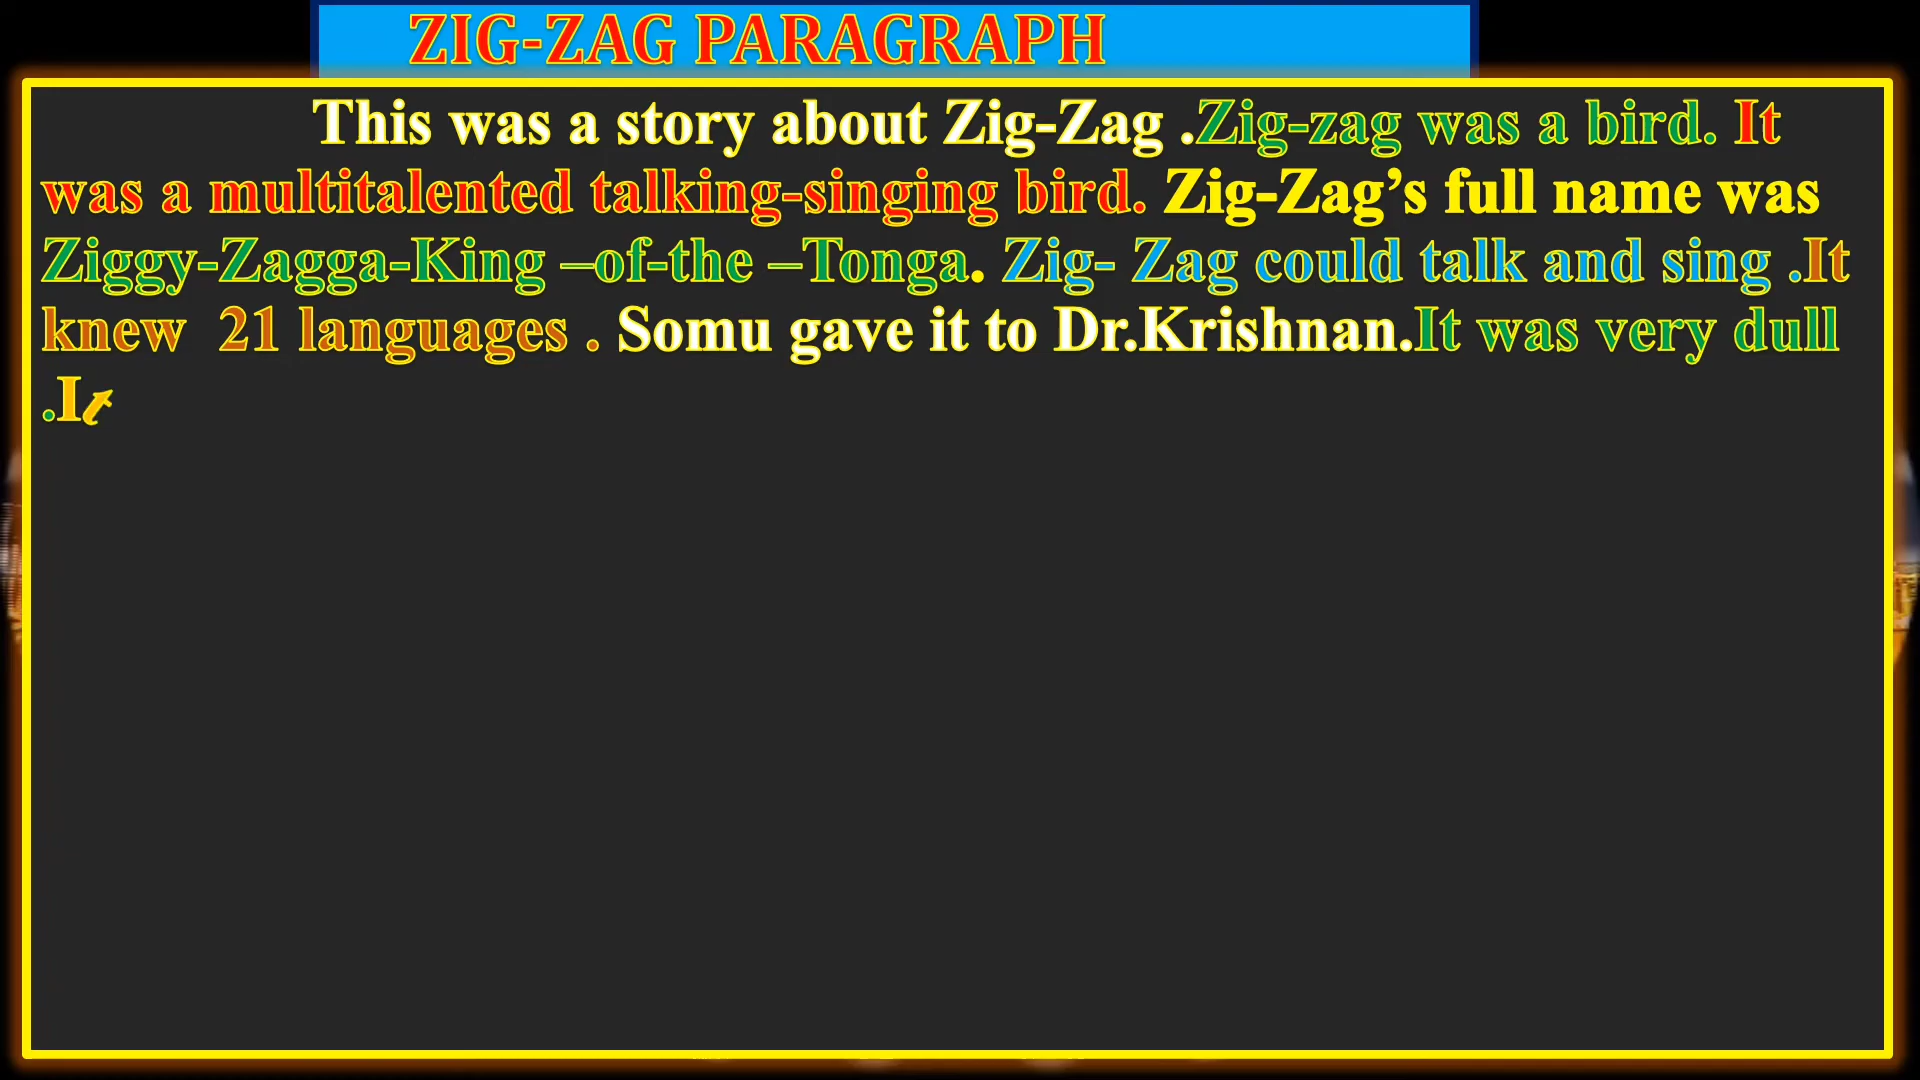 ZIG-ZAG PARAGRAPH
This was a story about Zig-Zag .Zig-zag was a bird. It
was a multitalented talking-singing bird. Zig-Zag’s full name was
Ziggy-Zagga-King –of-the –Tonga. Zig- Zag could talk and sing .It
knew  21 languages . Somu gave it to Dr.Krishnan.It was very dull
.It